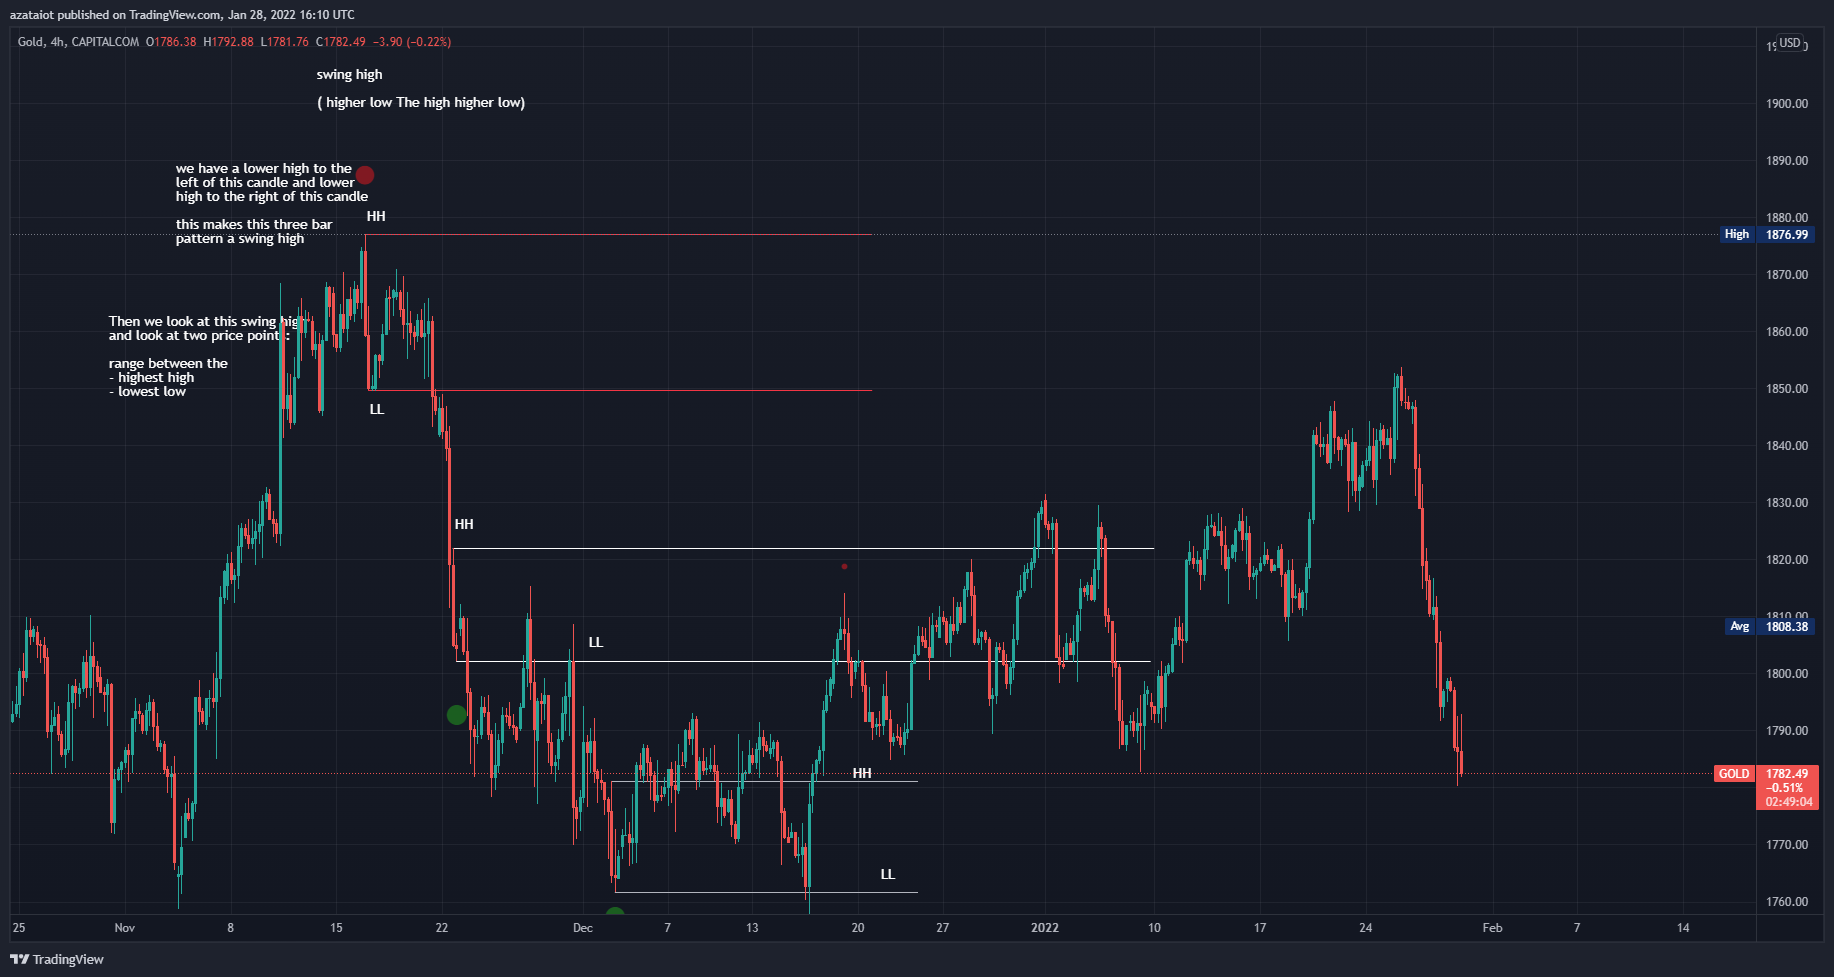 azataiot published on TradingView.com, Jan 28, 2022 16:10 UTC
Gold, 4h, CAPITALCOM O1786.38 H1792.88 L1781.76 C1782.49 −3.90 (−0.22%)
USD
swing high
( higher low The high higher low)
1900.00
we have a lower high to the
left of this candle and lower
high to the right of this candle
this makes this three bar
pattern a swing high
HH
1890.00
1880.00
High 1876.99
1870.00
Then we look at this swing hig
and look at two price points:
range between the
- highest high
- lowest low
LL
1860.00
1850.00
1840.00
1830.00
HH
1820.00
1810.00
Avg 1808.38
LL
1800.00
1790.00
HH
GOLD 1782.49
−0.51%
02:49:04
1770.00
LL
1760.00
25 Nov 8 15 22 Dec 7 13 20 27 2022 10 17 24 Feb 7 14
TradingView